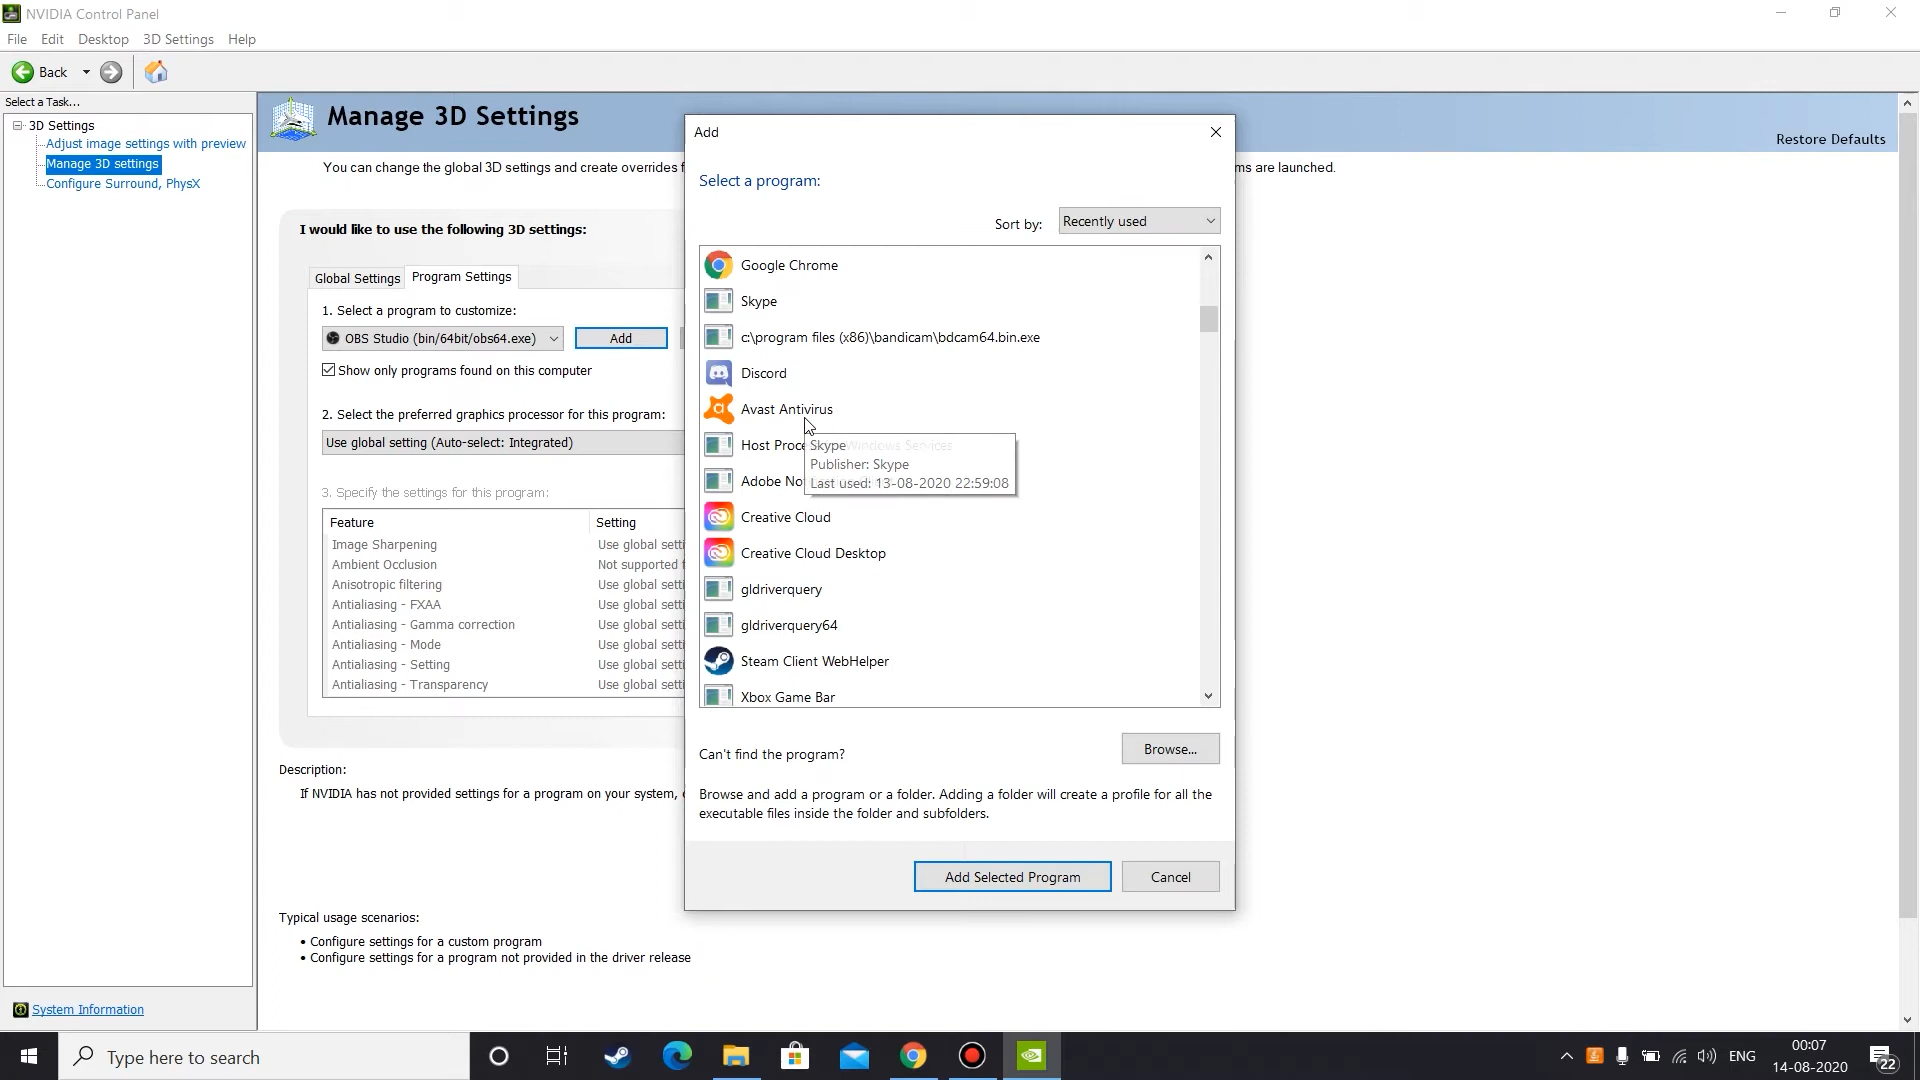 NVIDIA Control Panel
File Edit Desktop 3D Settings Help
Back
Select a Task...
3D Settings
Adjust image settings with preview
Manage 3D settings
Configure Surround, PhysX
System Information
Manage 3D Settings
Restore Defaults
You can change the global 3D settings and create overrides f
ms are launched.
I would like to use the following 3D settings:
Global Settings
Program Settings
1. Select a program to customize:
OBS Studio (bin/64bit/obs64.exe)
Add
Show only programs found on this computer
2. Select the preferred graphics processor for this program:
Use global setting (Auto-select: Integrated)
3. Specify the settings for this program:
Feature Setting
Image Sharpening Use global setti
Ambient Occlusion Not supported f
Anisotropic filtering Use global setti
Antialiasing - FXAA Use global setti
Antialiasing - Gamma correction Use global setti
Antialiasing - Mode Use global setti
Antialiasing - Setting Use global setti
Antialiasing - Transparency Use global setti
Description:
If NVIDIA has not provided settings for a program on your system,
Typical usage scenarios:
• Configure settings for a custom program
• Configure settings for a program not provided in the driver release
Add
Select a program:
Sort by: Recently used
Google Chrome
Skype
c:\program files (x86)\bandicam\bdcam64.bin.exe
Discord
Avast Antivirus
Host Proce
Skype Windows Services
Publisher: Skype
Adobe No
Last used: 13-08-2020 22:59:08
Creative Cloud
Creative Cloud Desktop
gldriverquery
gldriverquery64
Steam Client WebHelper
Xbox Game Bar
Can't find the program?
Browse...
Browse and add a program or a folder. Adding a folder will create a profile for all the
executable files inside the folder and subfolders.
Add Selected Program
Cancel
Type here to search
ENG
00:07
14-08-2020
22